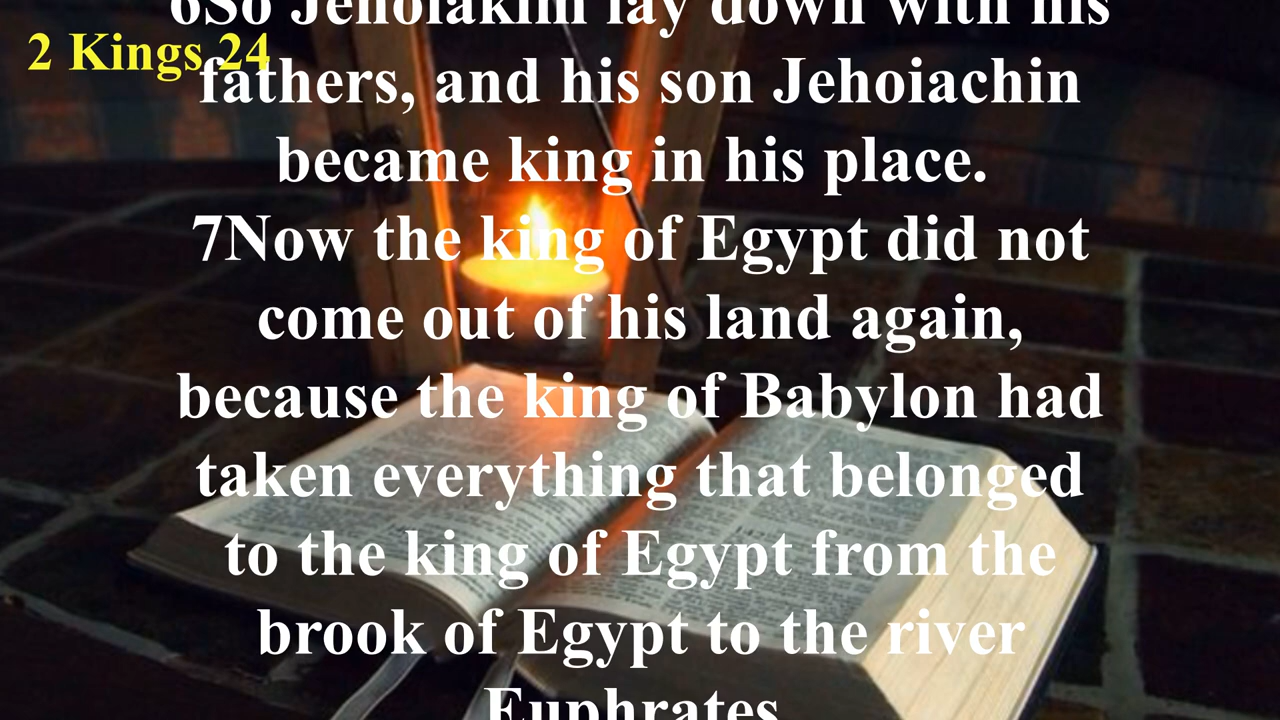 6So Jehoiakim lay down with his
2 Kings 24
fathers, and his son Jehoiachin
became king in his place.
7Now the king of Egypt did not
come out of his land again,
because the king of Babylon had
taken everything that belonged
to the king of Egypt from the
brook of Egypt to the river
Euphrates